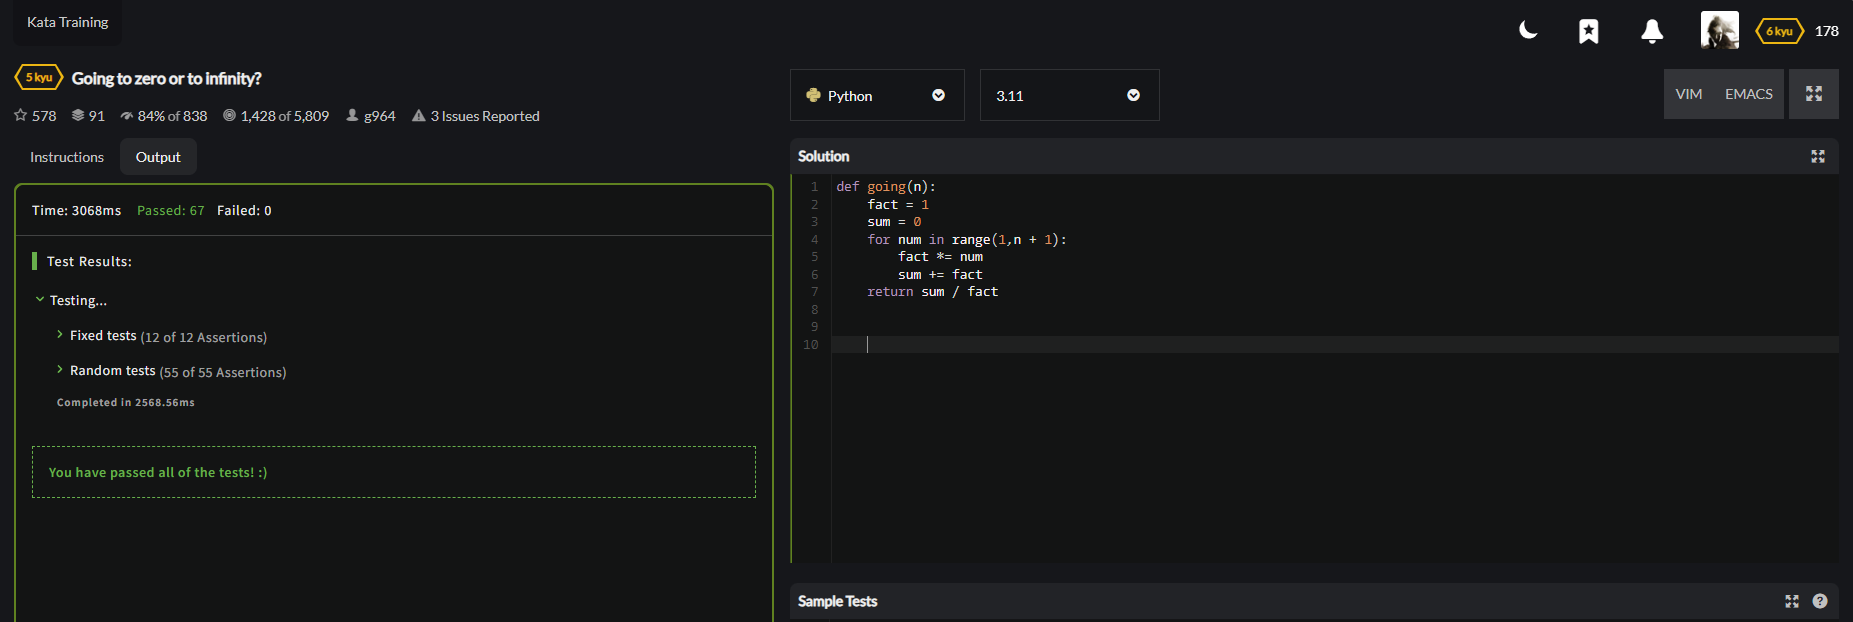 Kata Training
6 kyu 178
5 kyu Going to zero or to infinity?
578 91 84% of 838 1,428 of 5,809 g964 3 Issues Reported
Instructions Output
Time: 3068ms Passed: 67 Failed: 0
Test Results:
Testing...
Fixed tests (12 of 12 Assertions)
Random tests (55 of 55 Assertions)
Completed in 2568.56ms
You have passed all of the tests! :)
Python 3.11 VIM EMACS
Solution
1 def going(n):
2 fact = 1
3 sum = 0
4 for num in range(1,n + 1):
5 fact *= num
6 sum += fact
7 return sum / fact
8
9
10
Sample Tests ?